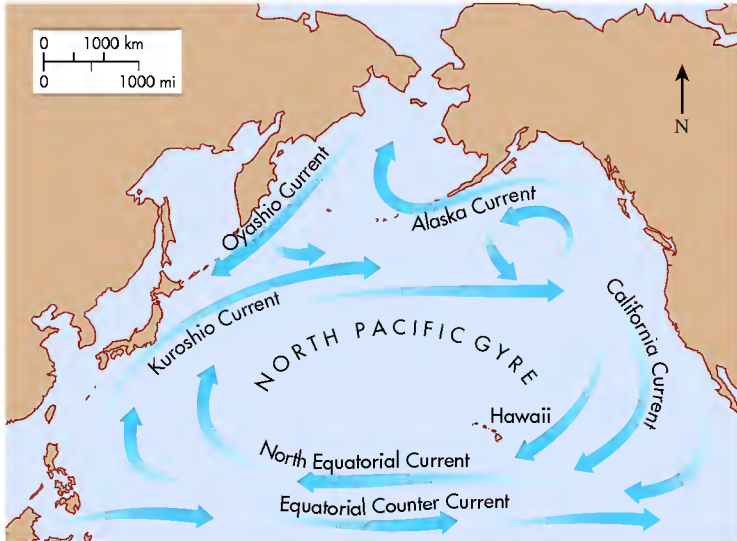 0 1000 km
0 1000 mi
N
Oyashio Current
Alaska Current
Kuroshio Current
California Current
NORTH PACIFIC GYRE
Hawaii
North Equatorial Current
Equatorial Counter Current